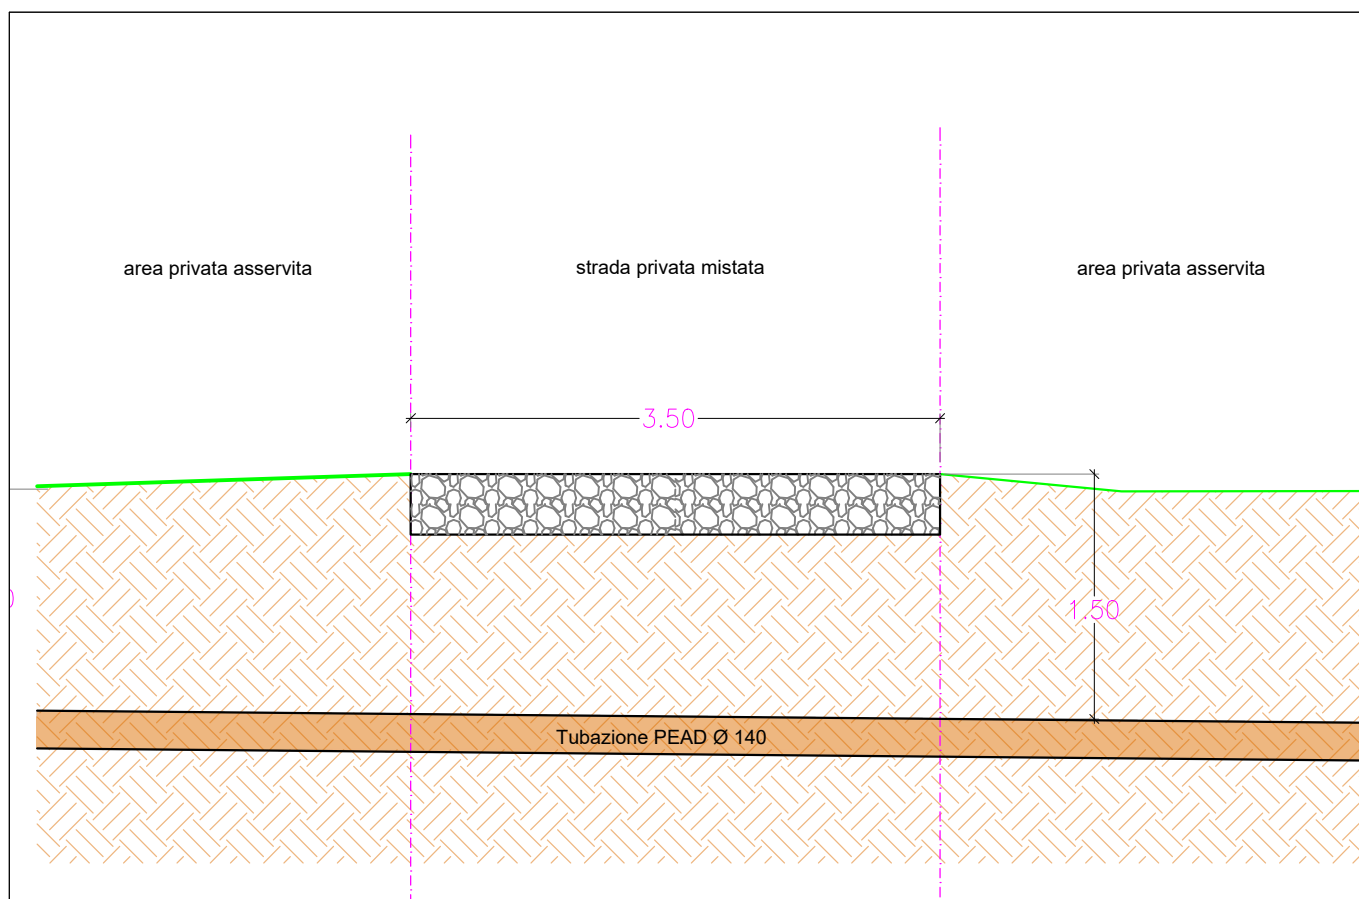 area privata asservita
strada privata mistata
area privata asservita
3.50
1.50
Tubazione PEAD Ø 140